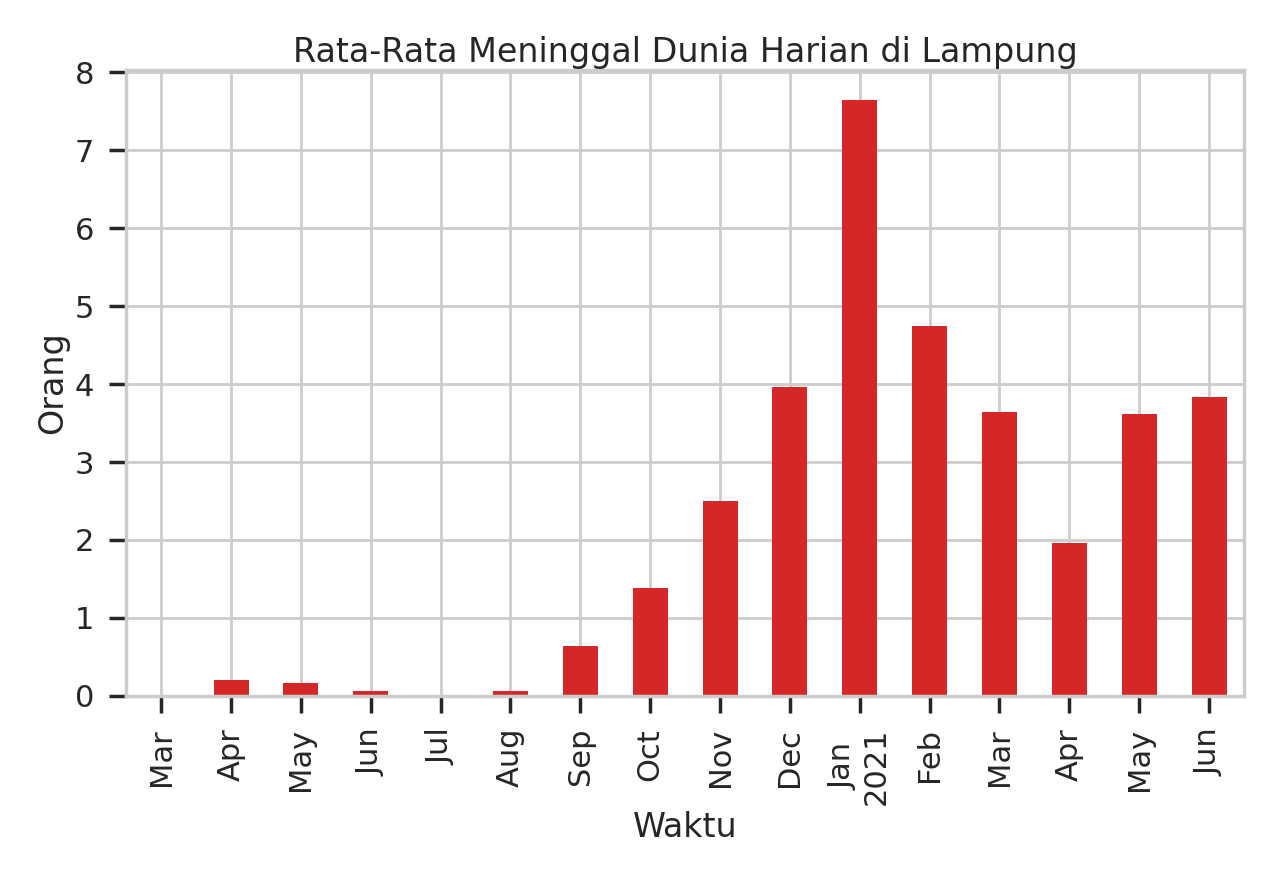 Rata-Rata Meninggal Dunia Harian di Lampung
8
7
6
5
4
3
2
1
0
Orang
Mar
Apr
May
Jun
Jul
Aug
Sep
Oct
Nov
Dec
Jan
2021
Feb
Mar
Apr
May
Jun
Waktu